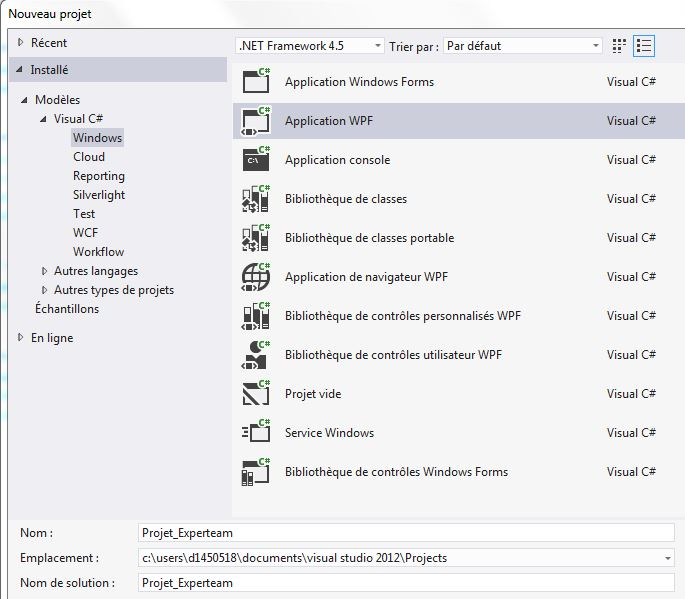 Nouveau projet
Récent
.NET Framework 4.5
Trier par :
Par défaut
Installé
Modèles
Visual C#
Windows
Cloud
Reporting
Silverlight
Test
WCF
Workflow
Autres langages
Autres types de projets
Échantillons
En ligne
C# Application Windows Forms Visual C#
C# Application WPF Visual C#
C# C:\ Application console Visual C#
C# Bibliothèque de classes Visual C#
C# Bibliothèque de classes portable Visual C#
C# Application de navigateur WPF Visual C#
C# Bibliothèque de contrôles personnalisés WPF Visual C#
C# Bibliothèque de contrôles utilisateur WPF Visual C#
C# Projet vide Visual C#
C# Service Windows Visual C#
C# Bibliothèque de contrôles Windows Forms Visual C#
Nom : Projet_Experteam
Emplacement : c:\users\d1450518\documents\visual studio 2012\Projects
Nom de solution : Projet_Experteam